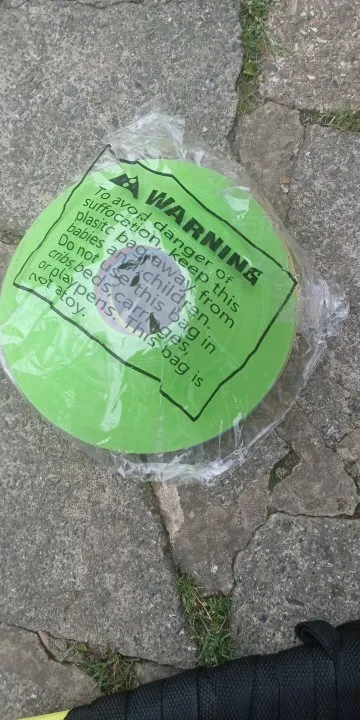 WARNING
To avoid danger of
suffocation, keep this
plasitc bag away from
babies and children.
Do not use this bag in
cribs, beds, carriages,
or playpens. This bag is
not a toy.